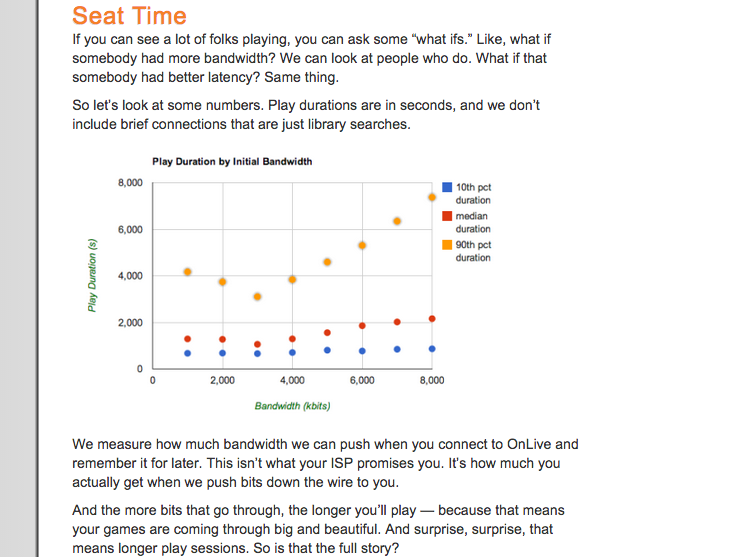 Seat Time
If you can see a lot of folks playing, you can ask some “what ifs.” Like, what if
somebody had more bandwidth? We can look at people who do. What if that
somebody had better latency? Same thing.
So let’s look at some numbers. Play durations are in seconds, and we don’t
include brief connections that are just library searches.
Play Duration by Initial Bandwidth
8,000
6,000
4,000
2,000
0
Play Duration (s)
0 2,000 4,000 6,000 8,000
Bandwidth (kbits)
10th pct
duration
median
duration
90th pct
duration
We measure how much bandwidth we can push when you connect to OnLive and
remember it for later. This isn’t what your ISP promises you. It’s how much you
actually get when we push bits down the wire to you.
And the more bits that go through, the longer you’ll play — because that means
your games are coming through big and beautiful. And surprise, surprise, that
means longer play sessions. So is that the full story?